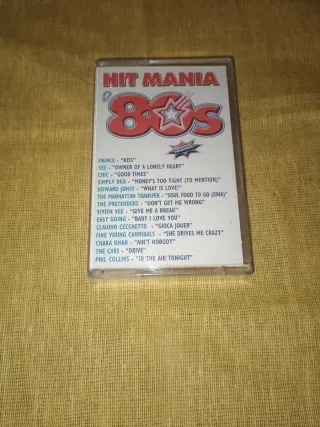 HIT MANIA
'80s
PRINCE - "KISS"
YES - "OWNER OF A LONELY HEART"
CHIC - "GOOD TIMES"
SIMPLY RED - "MONEY'S TOO TIGHT (TO MENTION)"
HOWARD JONES - "WHAT IS LOVE?"
THE MANHATTAN TRANSFER - "SOUL FOOD TO GO (SINA)"
THE PRETENDERS - "DON'T GET ME WRONG"
VIVIEN VEE - "GIVE ME A BREAK"
EASY GOING - "BABY I LOVE YOU"
CLAUDIO CECCHETTO - "GIOCA JOUER"
FINE YOUNG CANNIBALS - "SHE DRIVES ME CRAZY"
CHAKA KHAN - "AIN'T NOBODY"
THE CARS - "DRIVE"
PHIL COLLINS - "IN THE AIR TONIGHT"